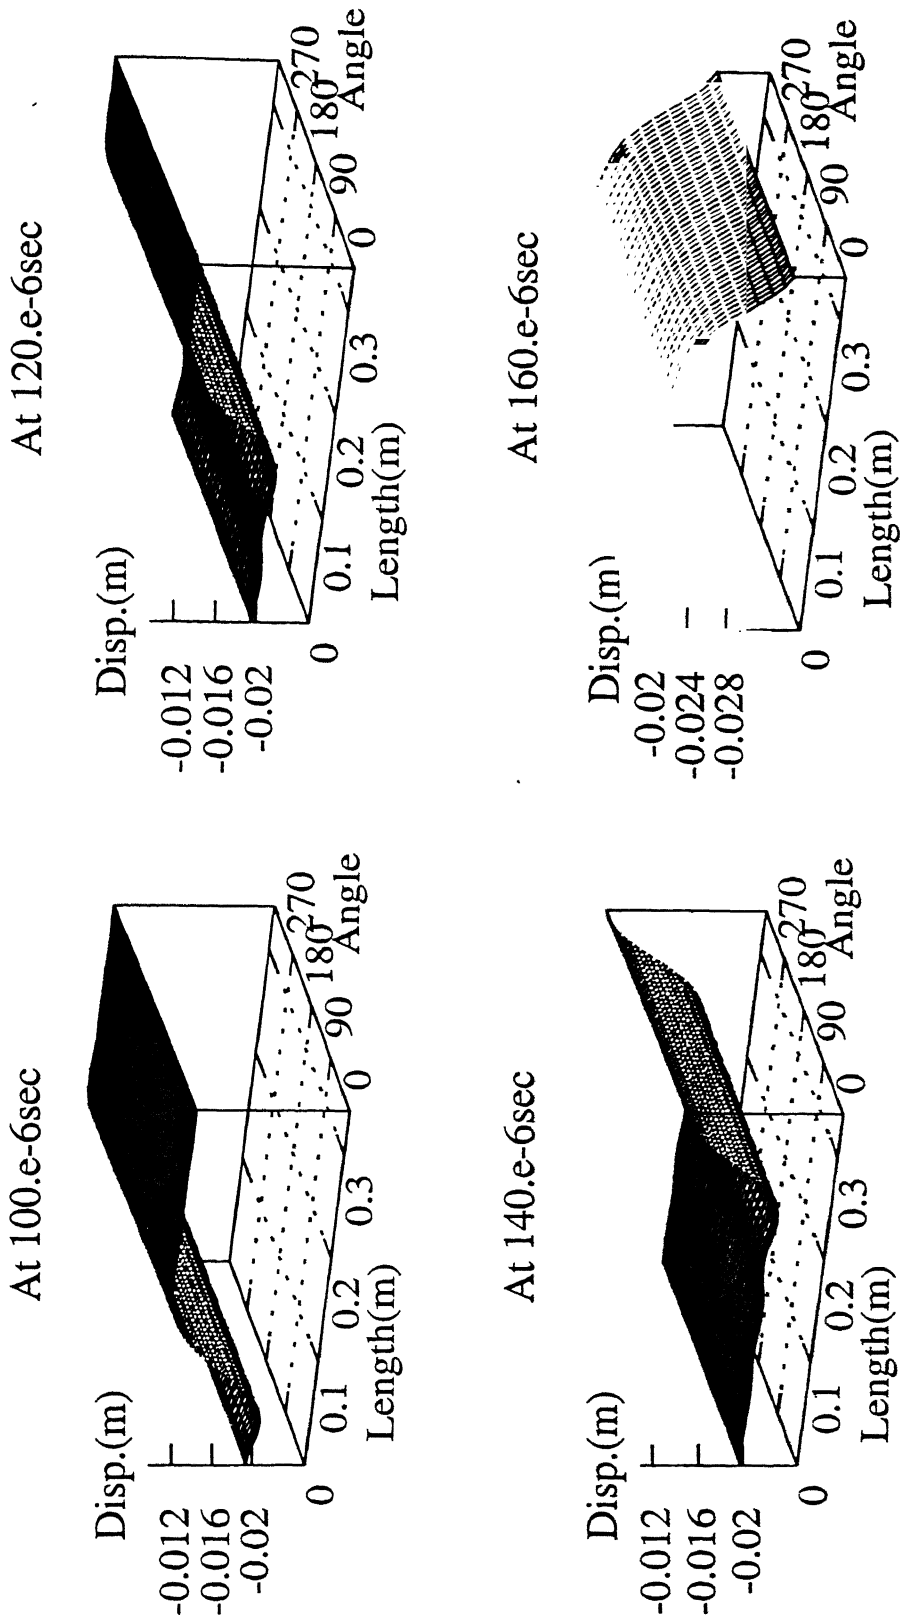 At 100.e-6sec
Disp.(m)
-0.012
-0.016
-0.02
0
0.1
0.2
0.3
Length(m)
0
90
180
270
Angle
At 120.e-6sec
Disp.(m)
-0.012
-0.016
-0.02
0
0.1
0.2
0.3
Length(m)
0
90
180
270
Angle
At 140.e-6sec
Disp.(m)
-0.012
-0.016
-0.02
0
0.1
0.2
0.3
Length(m)
0
90
180
270
Angle
At 160.e-6sec
Disp.(m)
-0.02
-0.024
-0.028
0
0.1
0.2
0.3
Length(m)
0
90
180
270
Angle